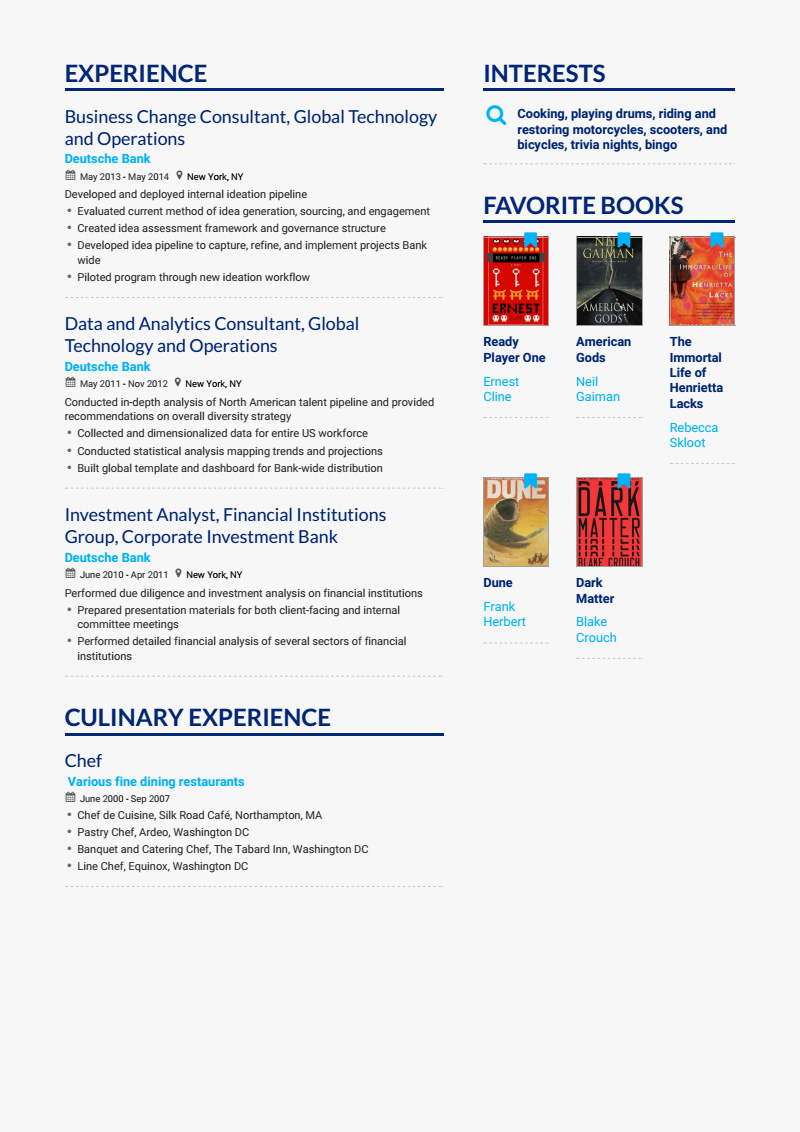 EXPERIENCE
Business Change Consultant, Global Technology
and Operations
Deutsche Bank
May 2013 - May 2014 New York, NY
Developed and deployed internal ideation pipeline
• Evaluated current method of idea generation, sourcing, and engagement
• Created idea assessment framework and governance structure
• Developed idea pipeline to capture, refine, and implement projects Bank
wide
• Piloted program through new ideation workflow
Data and Analytics Consultant, Global
Technology and Operations
Deutsche Bank
May 2011 - Nov 2012 New York, NY
Conducted in-depth analysis of North American talent pipeline and provided
recommendations on overall diversity strategy
• Collected and dimensionalized data for entire US workforce
• Conducted statistical analysis mapping trends and projections
• Built global template and dashboard for Bank-wide distribution
Investment Analyst, Financial Institutions
Group, Corporate Investment Bank
Deutsche Bank
June 2010 - Apr 2011 New York, NY
Performed due diligence and investment analysis on financial institutions
• Prepared presentation materials for both client-facing and internal
committee meetings
• Performed detailed financial analysis of several sectors of financial
institutions
CULINARY EXPERIENCE
Chef
Various fine dining restaurants
June 2000 - Sep 2007
• Chef de Cuisine, Silk Road Café, Northampton, MA
• Pastry Chef, Ardeo, Washington DC
• Banquet and Catering Chef, The Tabard Inn, Washington DC
• Line Chef, Equinox, Washington DC
INTERESTS
Cooking, playing drums, riding and
restoring motorcycles, scooters, and
bicycles, trivia nights, bingo
FAVORITE BOOKS
READY PLAYER ONE
ERNEST
Ready
Player One
Ernest
Cline
GAIMAN
AMERICAN
GODS
American
Gods
Neil
Gaiman
THE
IMMORTAL LIFE
OF
HENRIETTA
LACKS
The
Immortal
Life of
Henrietta
Lacks
Rebecca
Skloot
DUNE
Dune
Frank
Herbert
DARK
MATTER
BLAKE CROUCH
Dark
Matter
Blake
Crouch